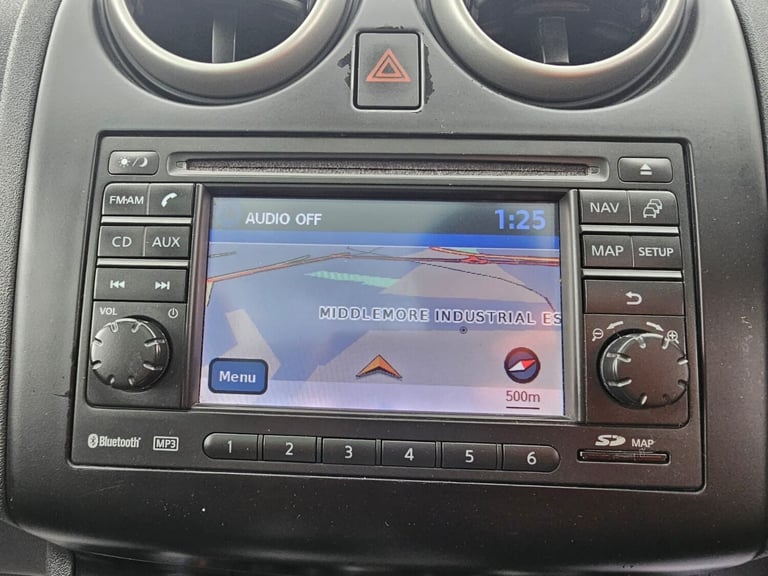 FM•AM
NAV
AUDIO OFF
1:25
CD
AUX
MAP
SETUP
MIDDLEMORE INDUSTRIAL ES
VOL
Menu
500m
Bluetooth
MP3
1
2
3
4
5
6
SD
MAP